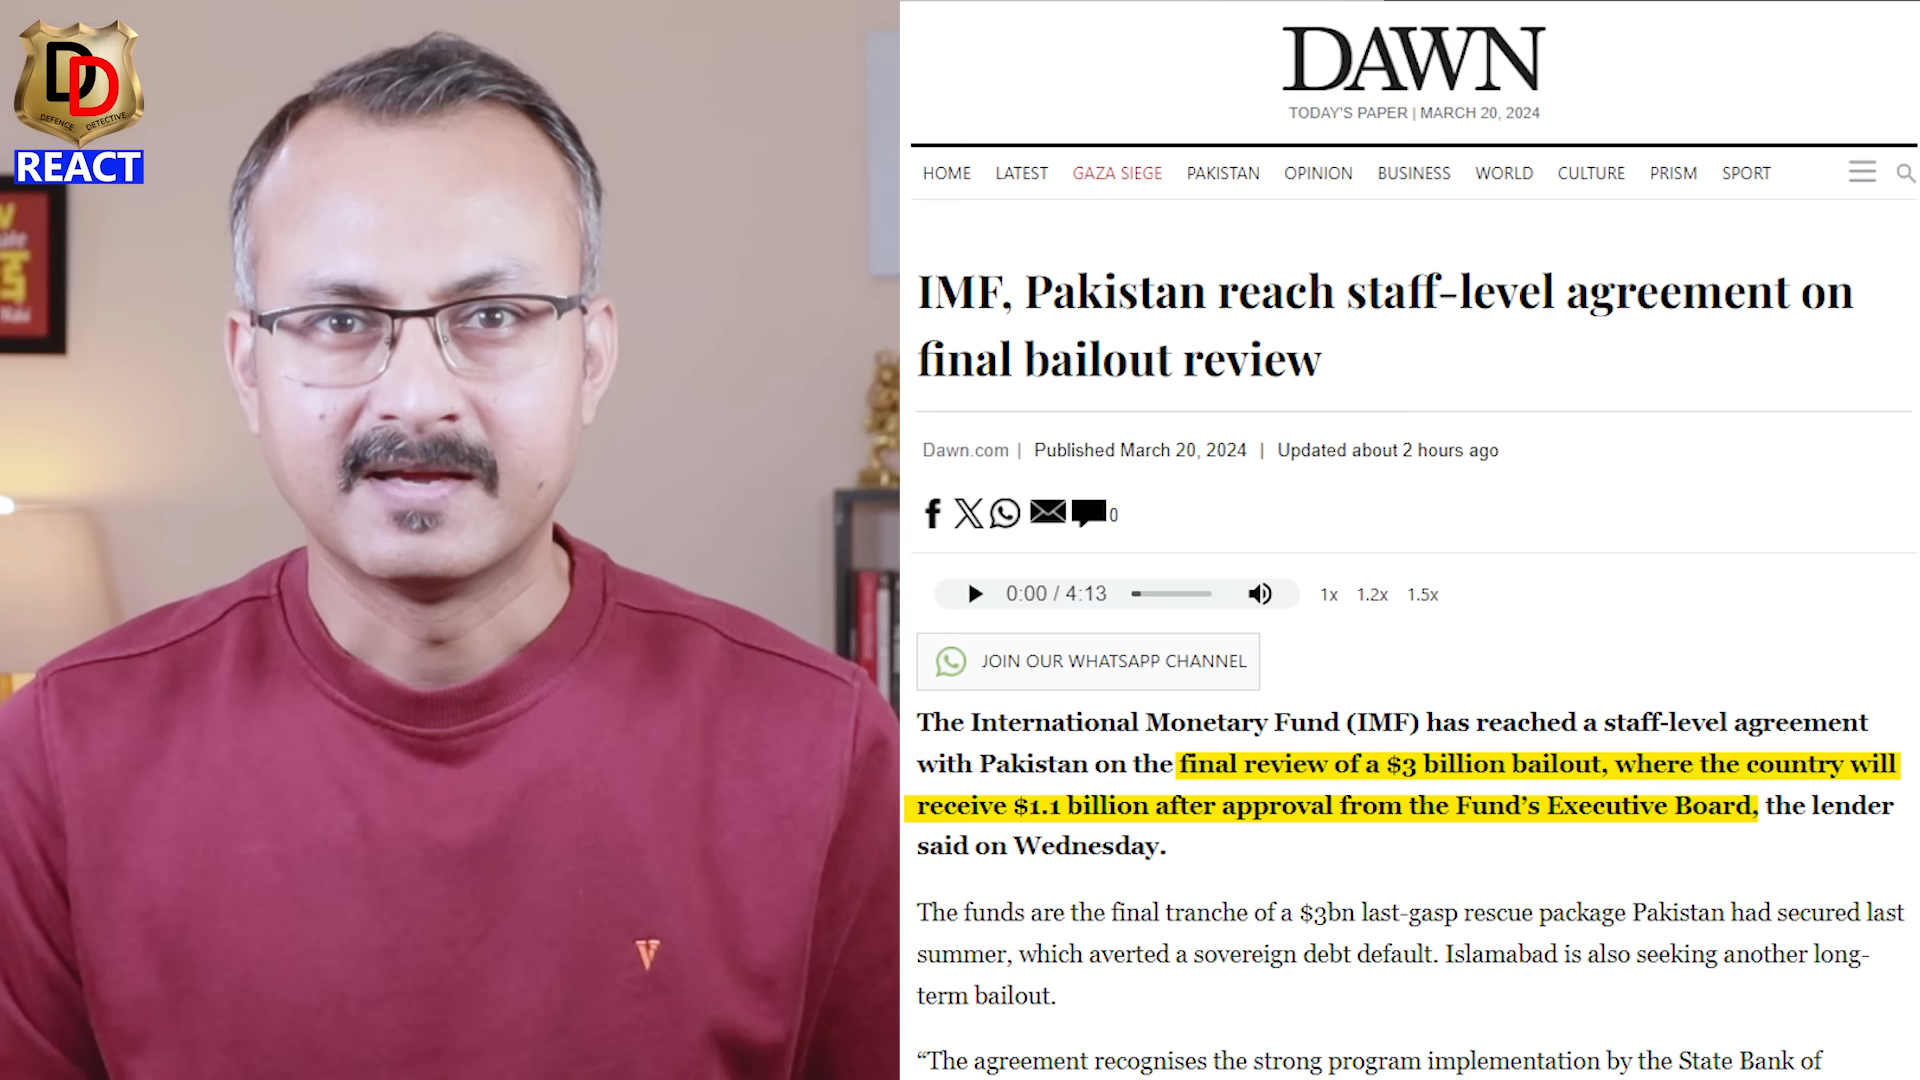 DD
DEFENCE DETECTIVE
REACT
DAWN
TODAY'S PAPER | MARCH 20, 2024
HOME LATEST GAZA SIEGE PAKISTAN OPINION BUSINESS WORLD CULTURE PRISM SPORT
IMF, Pakistan reach staff-level agreement on
final bailout review
Dawn.com | Published March 20, 2024 | Updated about 2 hours ago
0
0:00 / 4:13 1x 1.2x 1.5x
JOIN OUR WHATSAPP CHANNEL
The International Monetary Fund (IMF) has reached a staff-level agreement
with Pakistan on the final review of a $3 billion bailout, where the country will
receive $1.1 billion after approval from the Fund’s Executive Board, the lender
said on Wednesday.
The funds are the final tranche of a $3bn last-gasp rescue package Pakistan had secured last
summer, which averted a sovereign debt default. Islamabad is also seeking another long-
term bailout.
“The agreement recognises the strong program implementation by the State Bank of
V